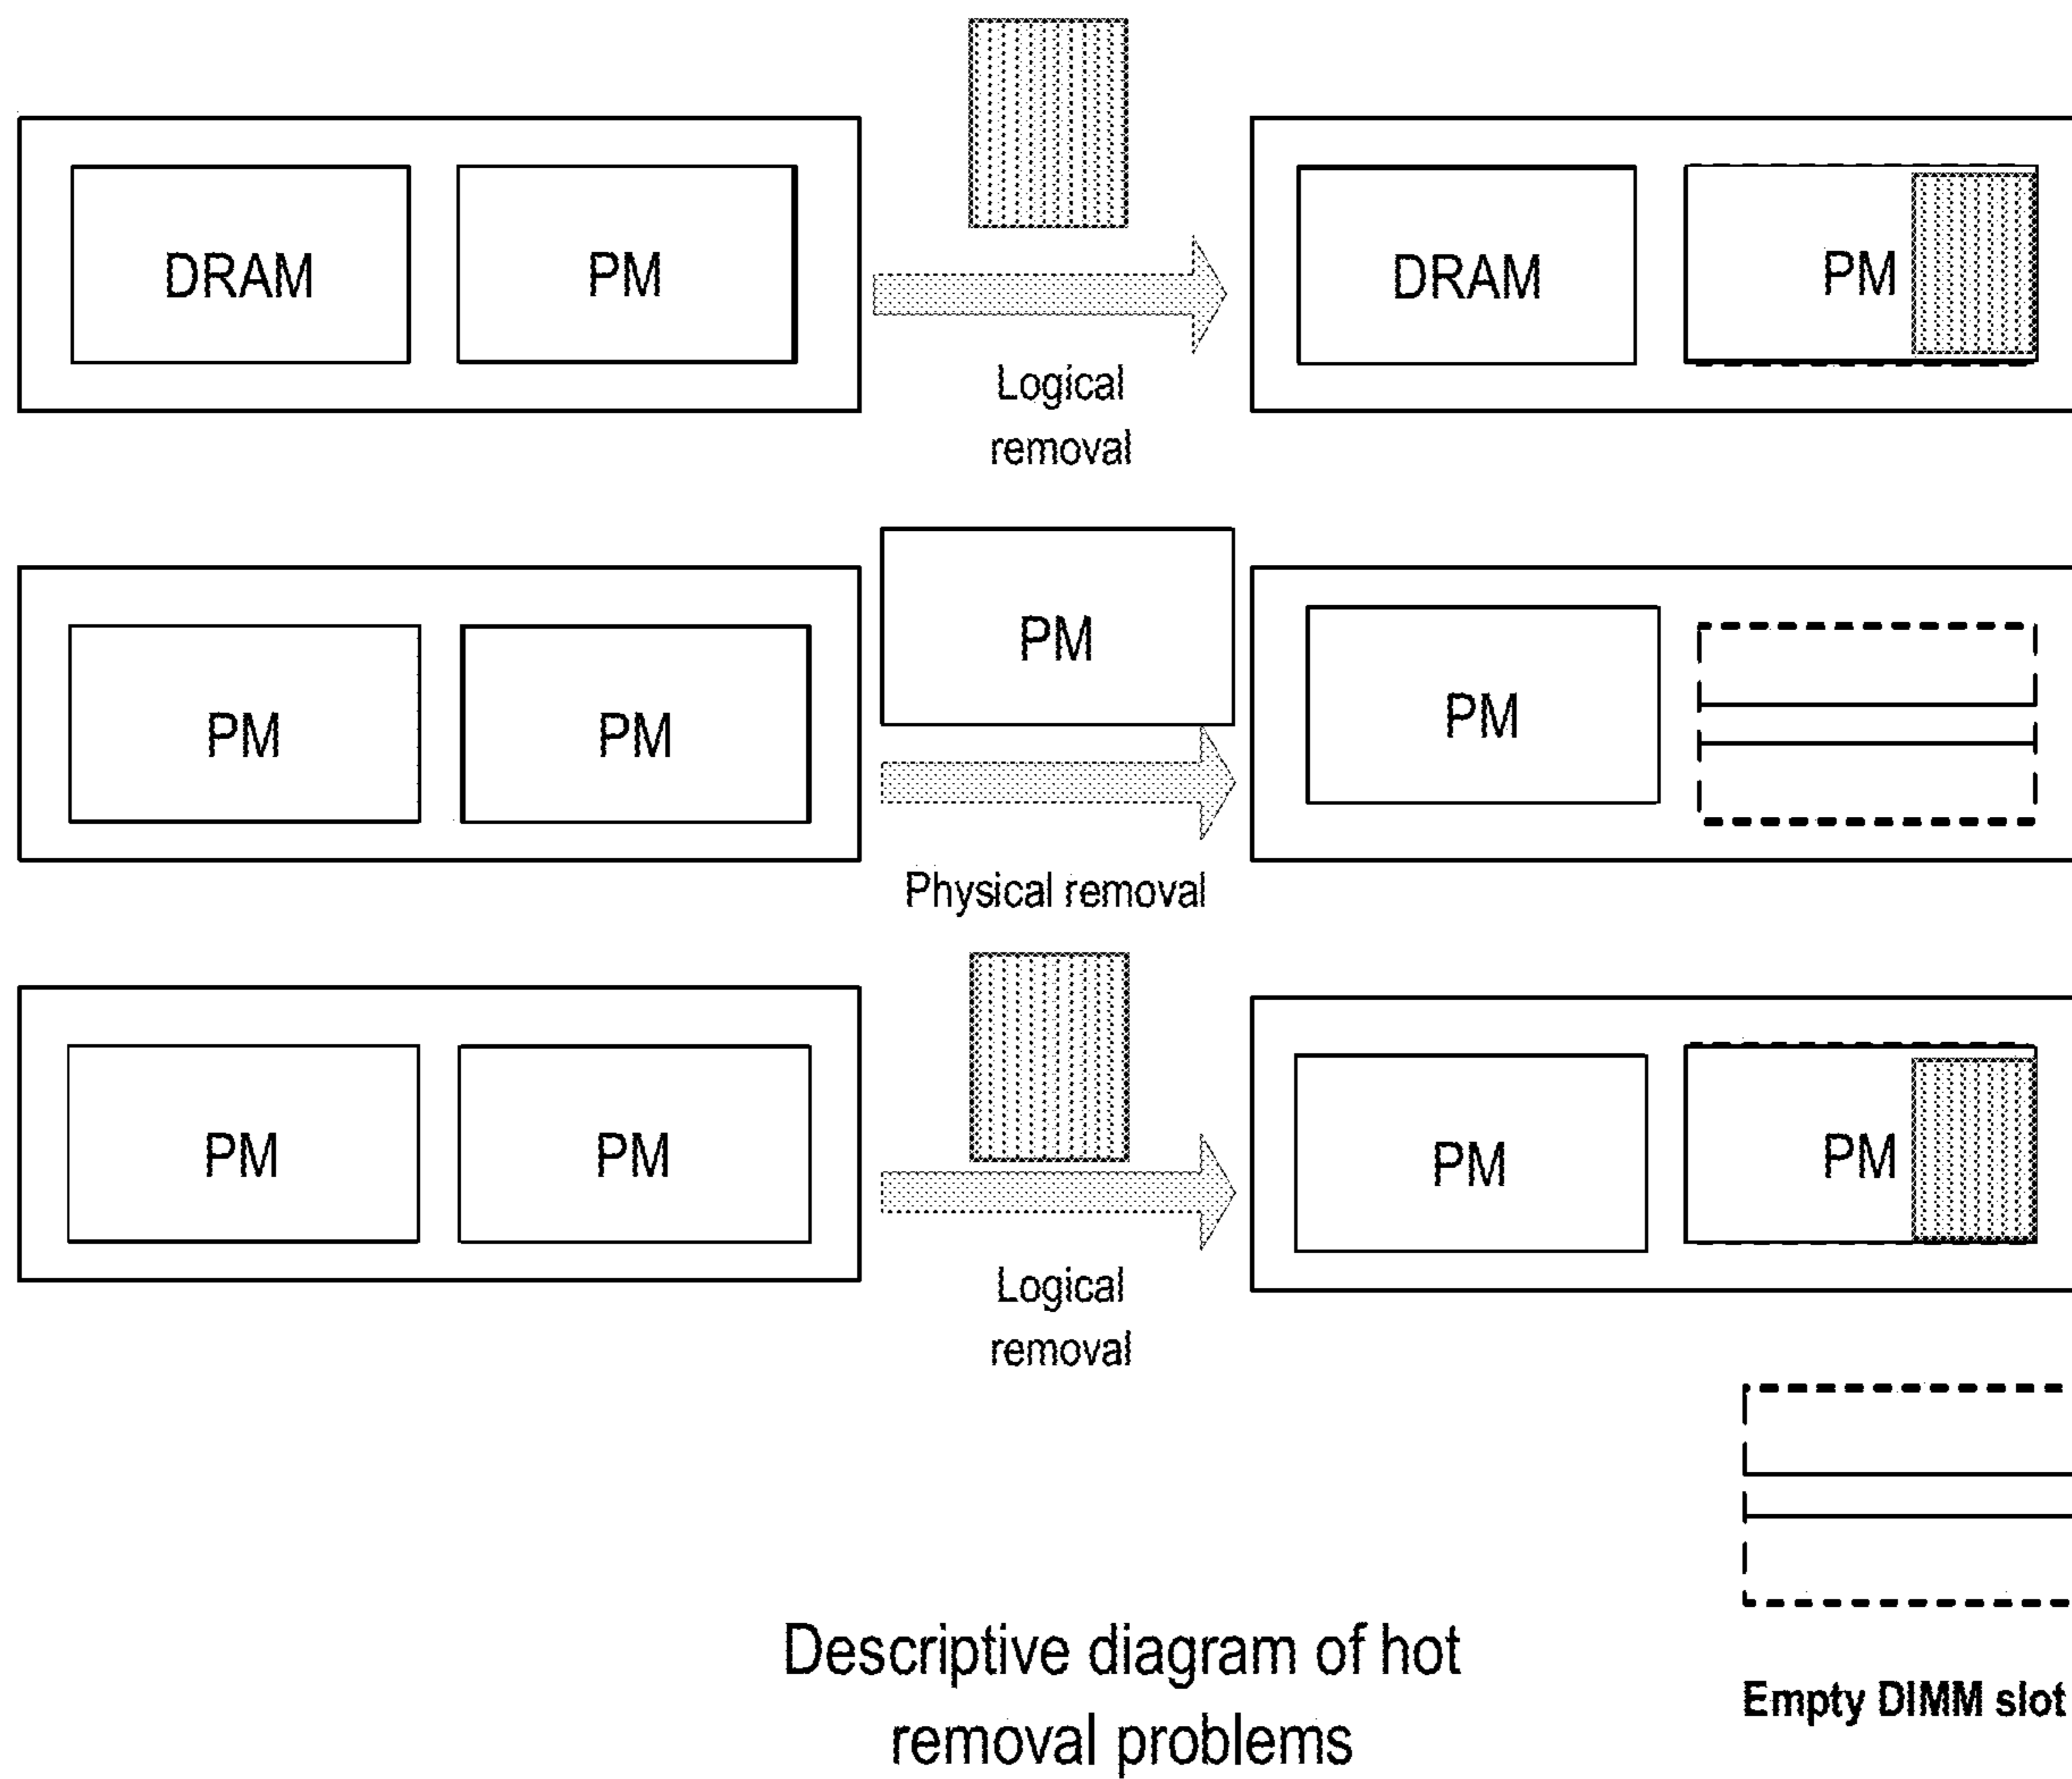 DRAM
PM
Logical
removal
DRAM
PM
PM
PM
PM
Physical removal
PM
PM
PM
Logical
removal
PM
PM
Descriptive diagram of hot
removal problems
Empty DIMM slot